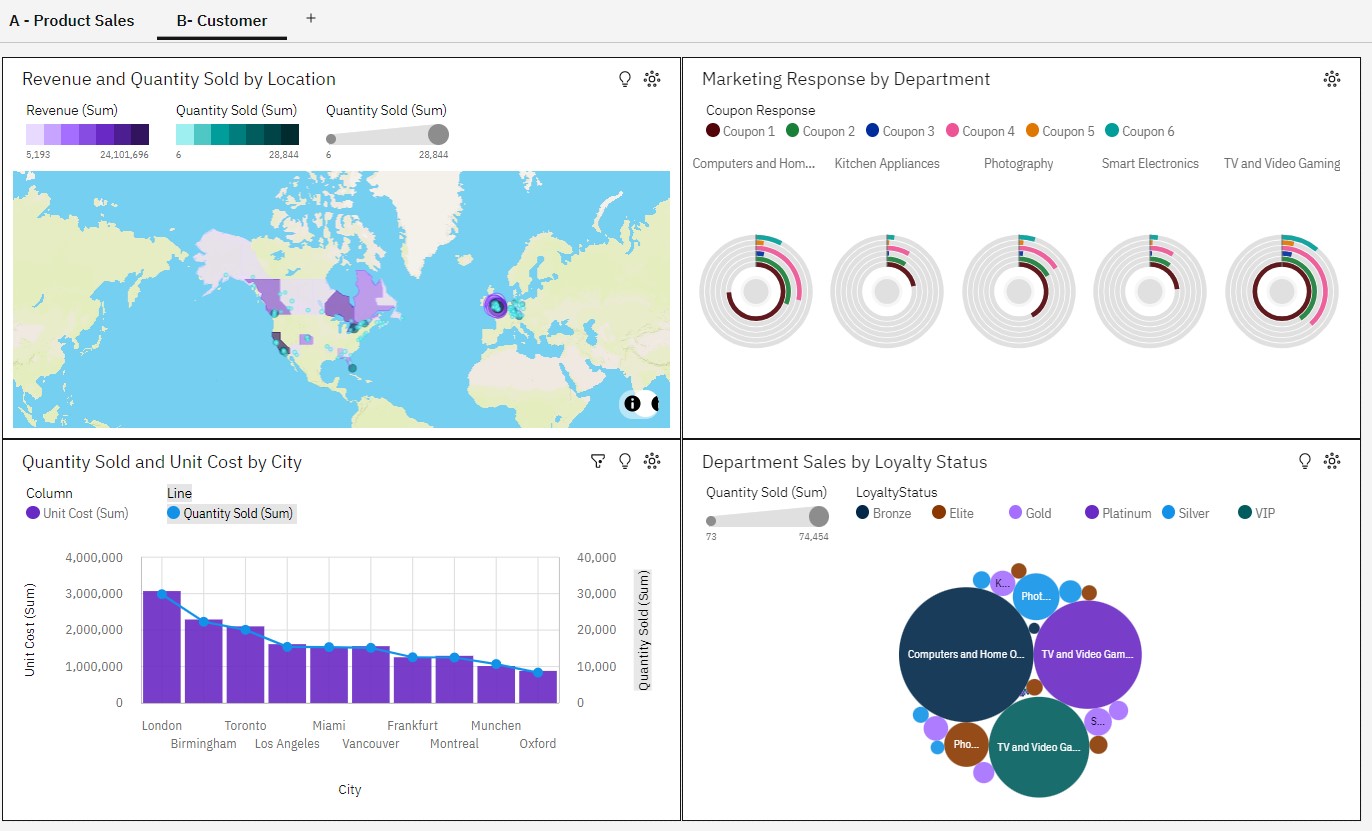 A - Product Sales
B- Customer
+
Revenue and Quantity Sold by Location
Revenue (Sum)
5,193
24,101,696
Quantity Sold (Sum)
6
28,844
Quantity Sold (Sum)
6
28,844
Marketing Response by Department
Coupon Response
Coupon 1
Coupon 2
Coupon 3
Coupon 4
Coupon 5
Coupon 6
Computers and Hom...
Kitchen Appliances
Photography
Smart Electronics
TV and Video Gaming
Quantity Sold and Unit Cost by City
Column
Unit Cost (Sum)
Line
Quantity Sold (Sum)
Unit Cost (Sum)
4,000,000
3,000,000
2,000,000
1,000,000
0
40,000
30,000
20,000
10,000
0
Quantity Sold (Sum)
London
Birmingham
Toronto
Los Angeles
Miami
Vancouver
Frankfurt
Montreal
Munchen
Oxford
City
Department Sales by Loyalty Status
Quantity Sold (Sum)
73
74,454
LoyaltyStatus
Bronze
Elite
Gold
Platinum
Silver
VIP
K...
Phot...
Computers and Home O...
TV and Video Gam...
S...
Pho...
TV and Video Ga...